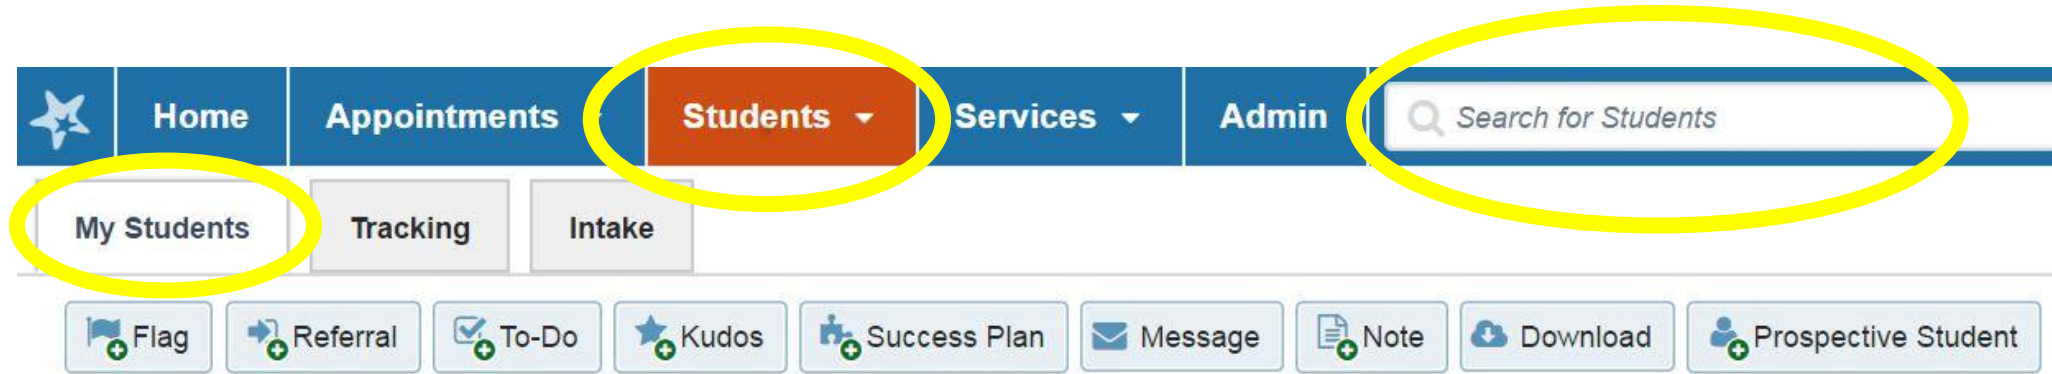 Home Appointments Students Services Admin Search for Students
My Students Tracking Intake
Flag Referral To-Do Kudos Success Plan Message Note Download Prospective Student